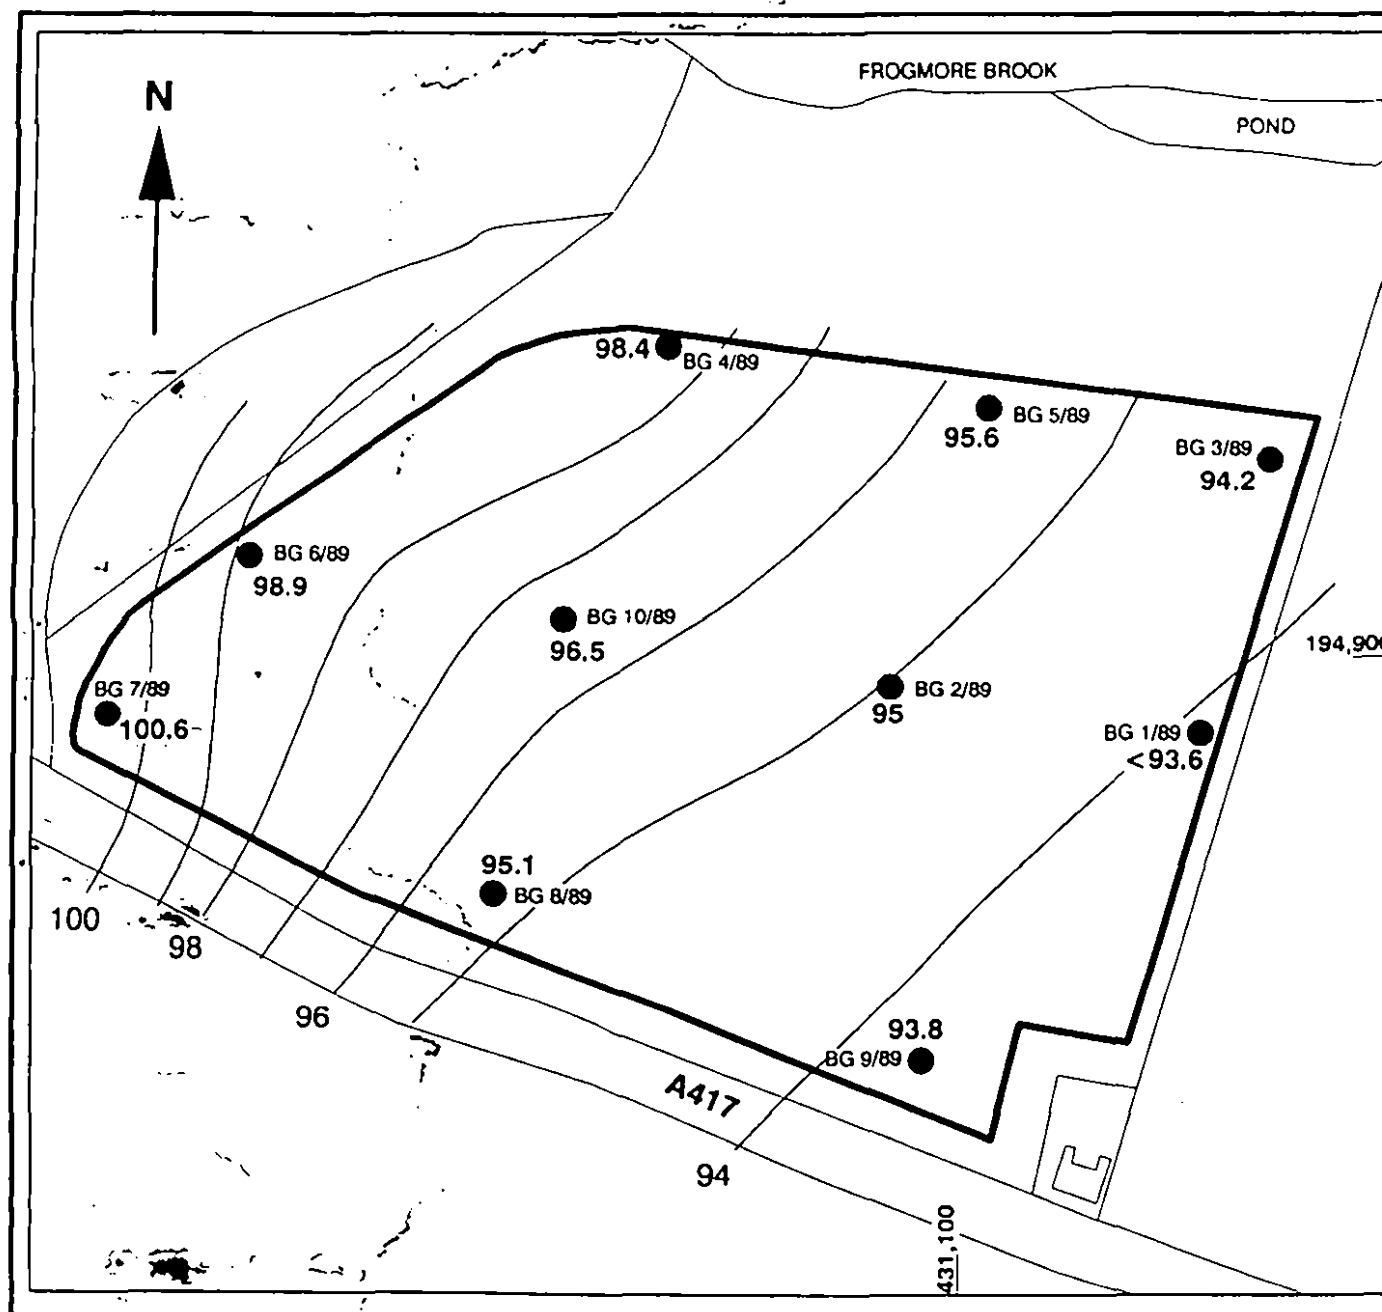 FROGMORE BROOK
N
POND
98.4
BG 4/89
BG 5/89
95.6
BG 3/89
94.2
BG 6/89
98.9
BG 10/89
96.5
194,900
BG 7/89
100.6
BG 2/89
95
BG 1/89
<93.6
95.1
BG 8/89
100
98
96
93.8
BG 9/89
A417
94
431,100